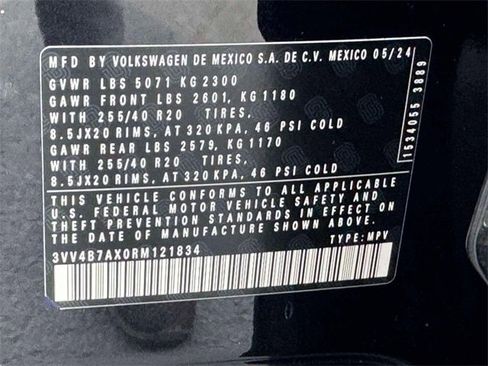 MFD BY VOLKSWAGEN DE MEXICO S.A. DE C.V. MEXICO 05/24
GVWR LBS 5071 KG 2300
GAWR FRONT LBS 2601, KG 1180
WITH 255/40 R20 TIRES,
8.5JX20 RIMS, AT 320 KPA, 46 PSI COLD
GAWR REAR LBS 2579, KG 1170
WITH 255/40 R20 TIRES,
8.5JX20 RIMS, AT 320 KPA, 46 PSI COLD
THIS VEHICLE CONFORMS TO ALL APPLICABLE
U.S. FEDERAL MOTOR VEHICLE SAFETY AND
THEFT PREVENTION STANDARDS IN EFFECT ON
THE DATE OF MANUFACTURE SHOWN ABOVE.
3VV4B7AX0RM121834 TYPE: MPV
1534055 3889